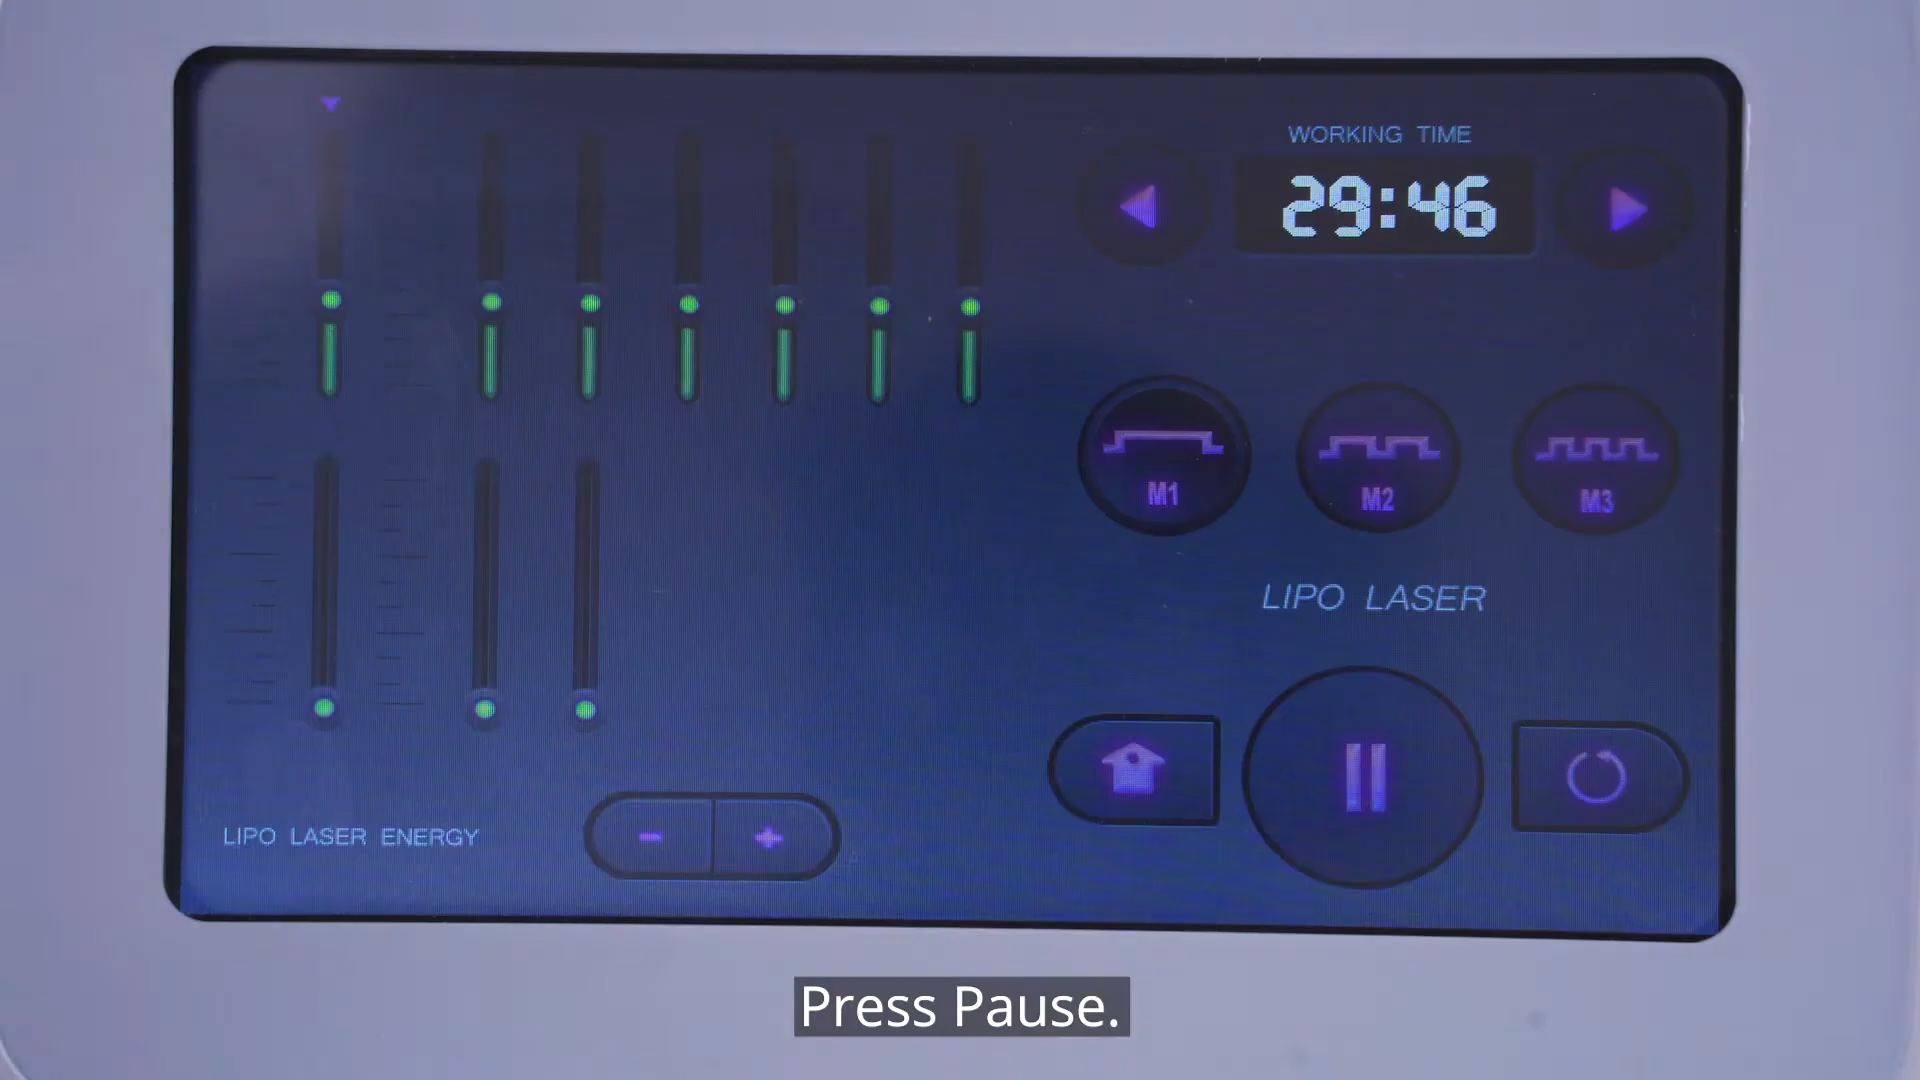 WORKING TIME
29:46
M1
M2
M3
LIPO LASER
LIPO LASER ENERGY
- +
Press Pause.